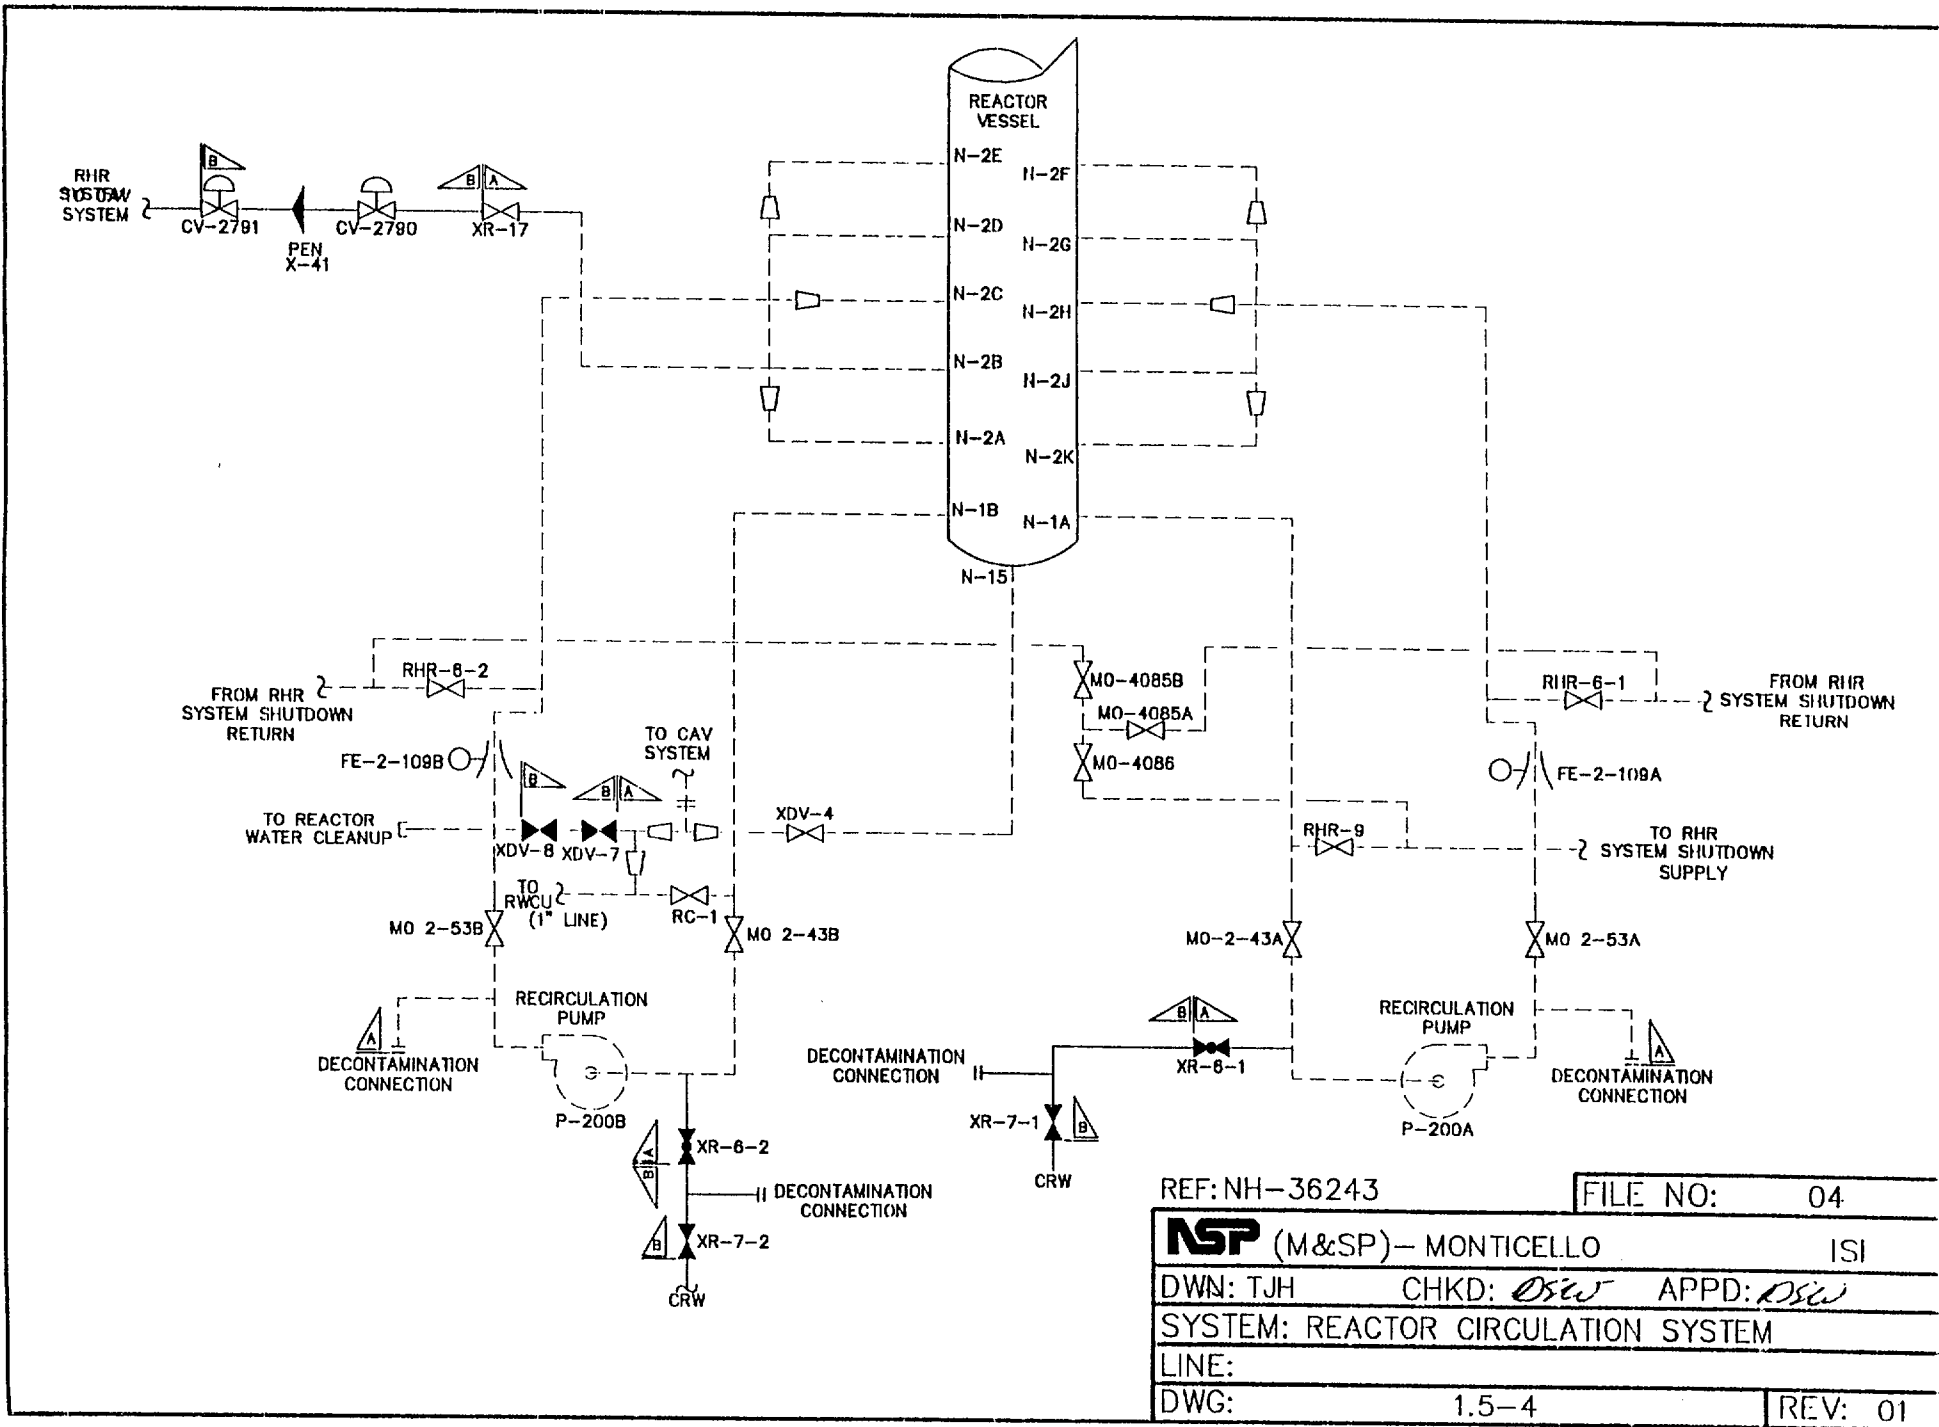 REACTOR
VESSEL
N-2E
N-2F
N-2D
N-2G
N-2C
N-2H
N-2B
N-2J
N-2A
N-2K
N-1B
N-1A
N-15
RHR
SYSTEM
B
B A
CV-2791
CV-2790
XR-17
PEN
X-41
RHR-6-2
FROM RHR
SYSTEM SHUTDOWN
RETURN
FE-2-109B
TO CAV
SYSTEM
B
B A
XDV-4
TO REACTOR
WATER CLEANUP
XDV-8
XDV-7
TO
RWCU
(1" LINE)
RC-1
MO 2-53B
MO 2-43B
MO-4085B
MO-4085A
MO-4086
RHR-6-1
FROM RHR
SYSTEM SHUTDOWN
RETURN
FE-2-109A
RHR-9
TO RHR
SYSTEM SHUTDOWN
SUPPLY
MO-2-43A
MO 2-53A
RECIRCULATION
PUMP
A
DECONTAMINATION
CONNECTION
P-200B
A
B
XR-6-2
DECONTAMINATION
CONNECTION
B
XR-7-2
CRW
B A
DECONTAMINATION
CONNECTION
XR-6-1
XR-7-1
B
CRW
RECIRCULATION
PUMP
A
DECONTAMINATION
CONNECTION
P-200A
REF: NH-36243
FILE NO: 04
NSP (M&SP)- MONTICELLO ISI
DWN: TJH CHKD: DSW APPD: DSW
SYSTEM: REACTOR CIRCULATION SYSTEM
LINE:
DWG: 1.5-4 REV: 01